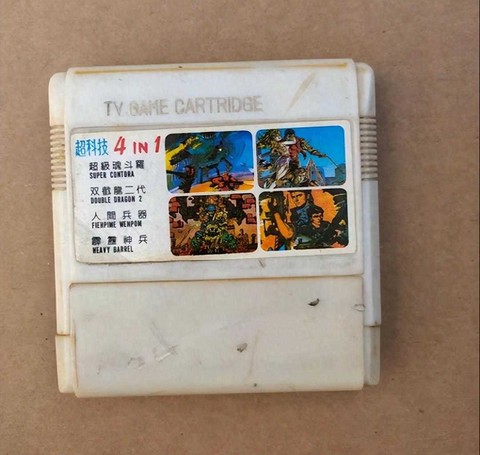 TV GAME CARTRIDGE
超科技 4 IN 1
超級魂斗羅
SUPER CONTORA
双截龍二代
DOUBLE DRAGON 2
人間兵器
FIENPIME WENPOM
霹靂神兵
HEAVY BARREL